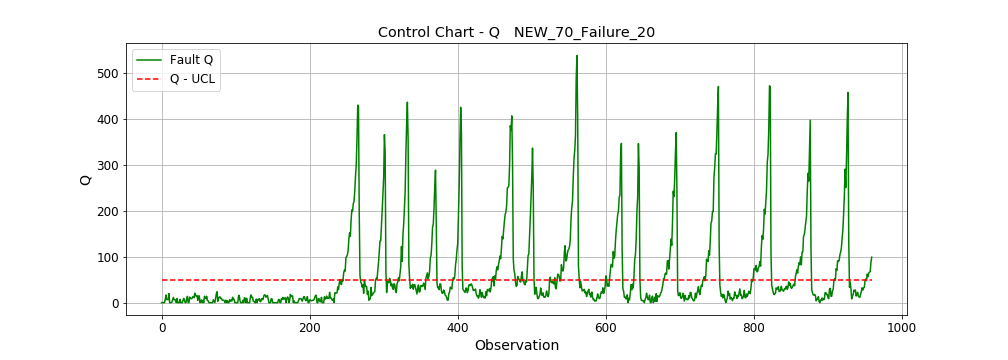 Control Chart - Q   NEW_70_Failure_20
Fault Q
Q - UCL
500
400
300
200
100
0
Q
0 200 400 600 800 1000
Observation